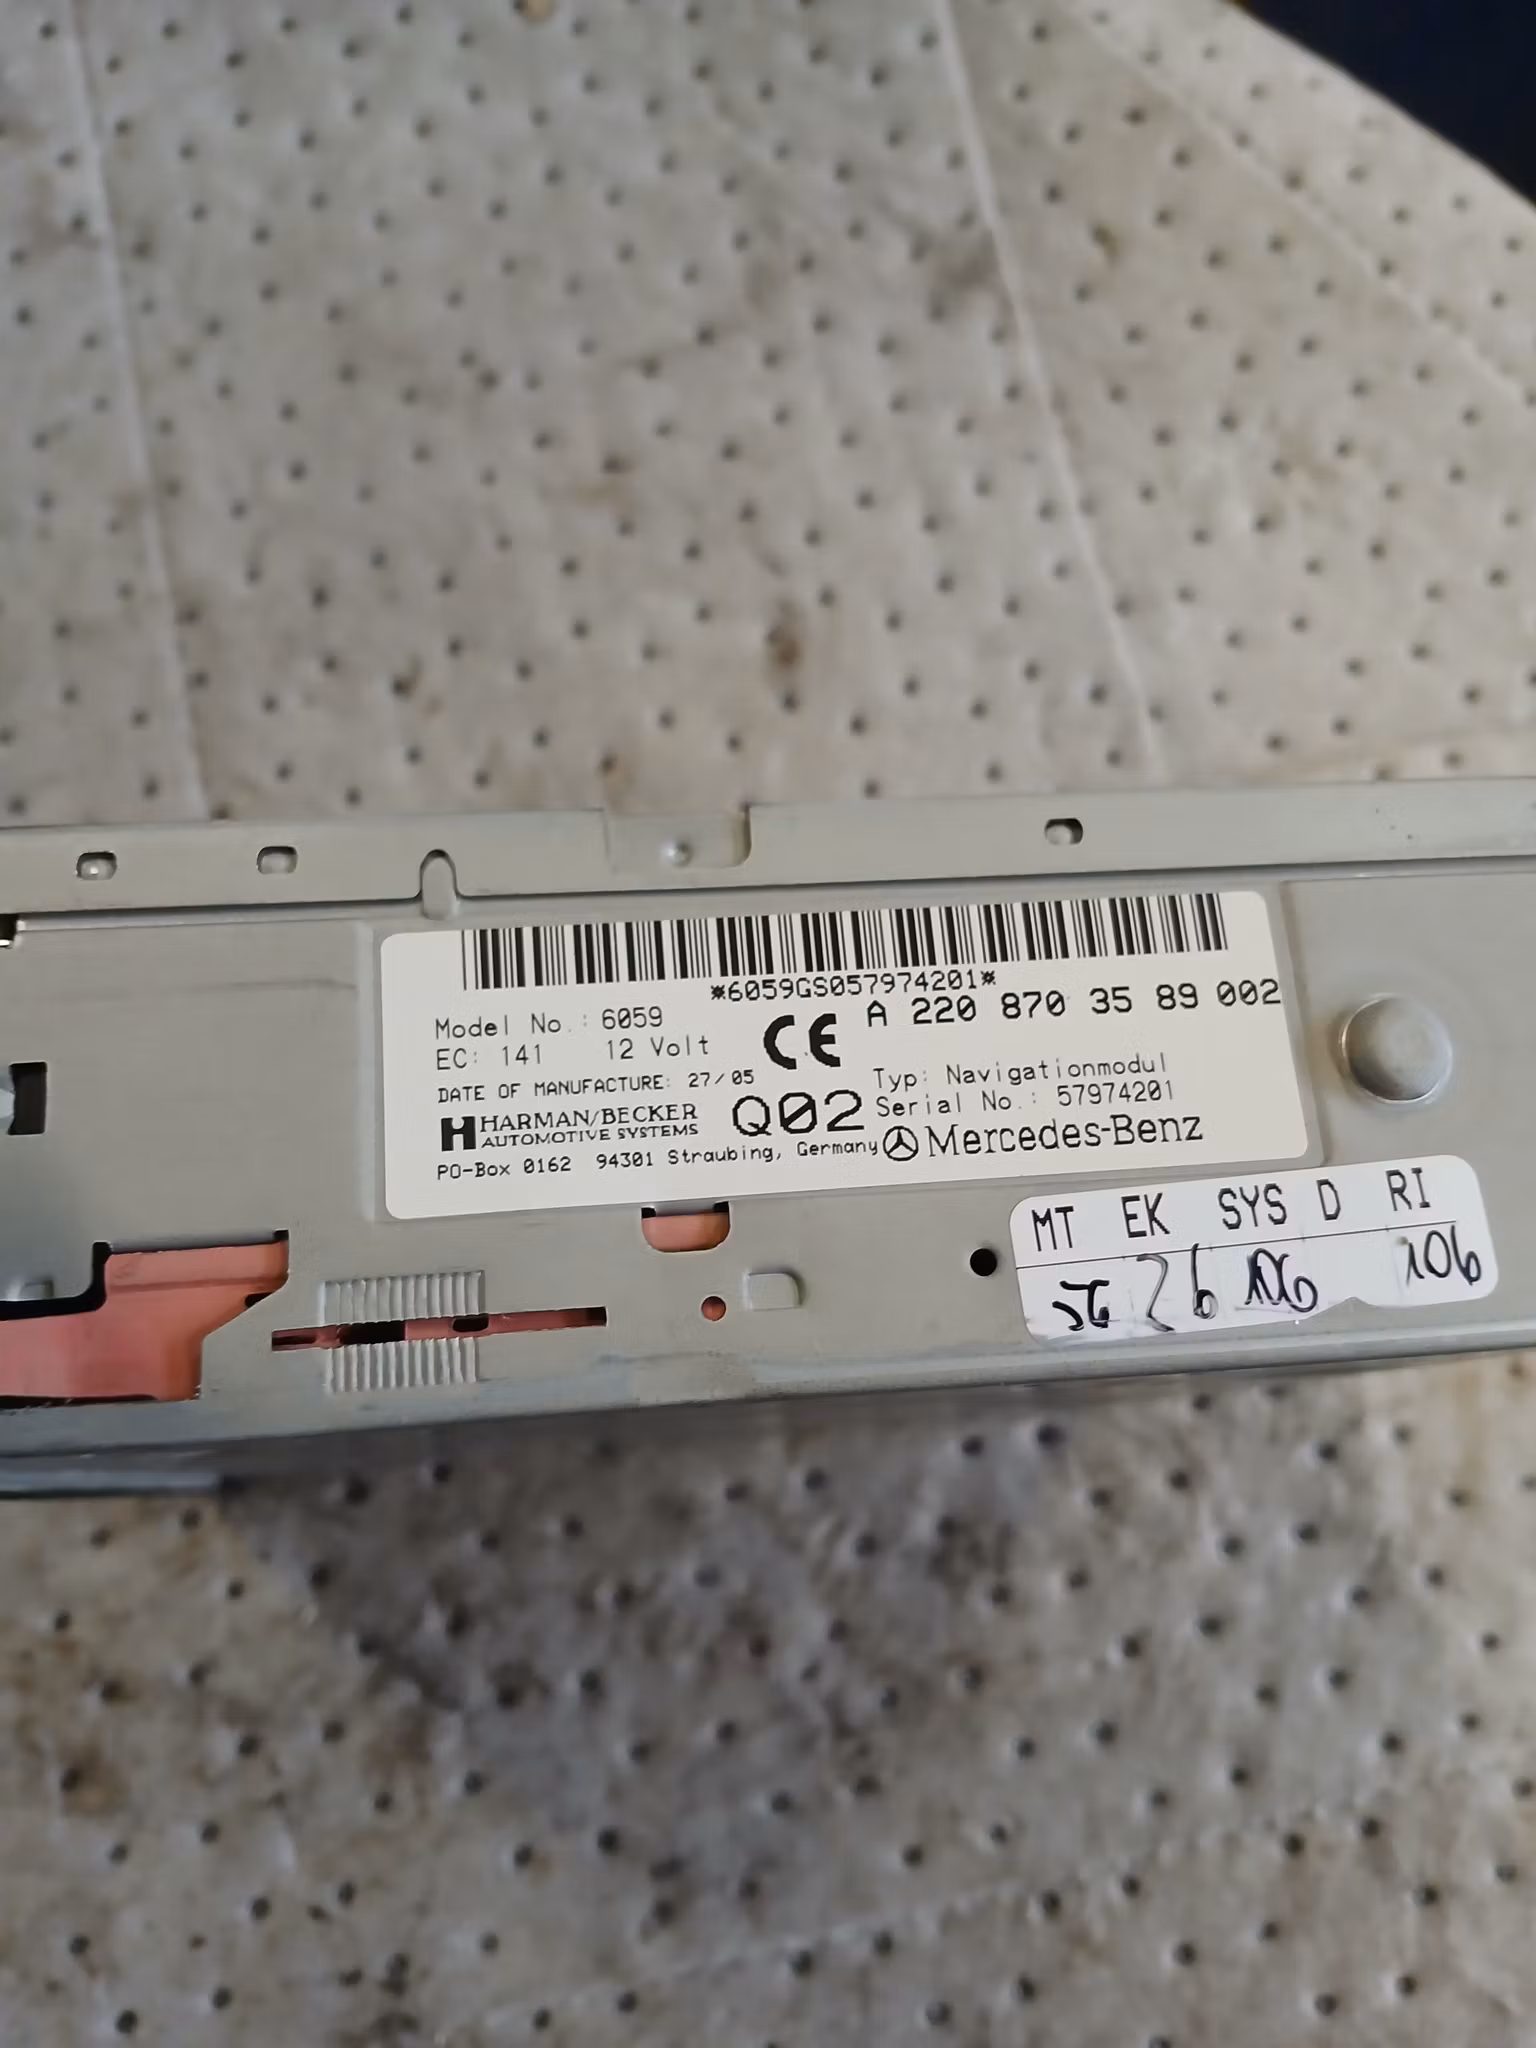 *6059GS057974201*
A 220 870 35 89 002
Model No.: 6059
EC: 141 12 Volt
CE
DATE OF MANUFACTURE: 27/05
Typ: Navigationmodul
Serial No.: 57974201
HARMAN/BECKER
AUTOMOTIVE SYSTEMS
Q02
Mercedes-Benz
PO-Box 0162 94301 Straubing, Germany
MT EK SYS D RI
26 106 106